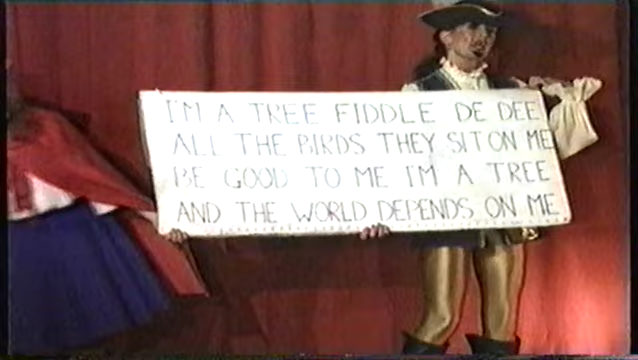 I'M A TREE FIDDLE DE DEE
ALL THE BIRDS THEY SIT ON ME
BE GOOD TO ME I'M A TREE
AND THE WORLD DEPENDS ON ME